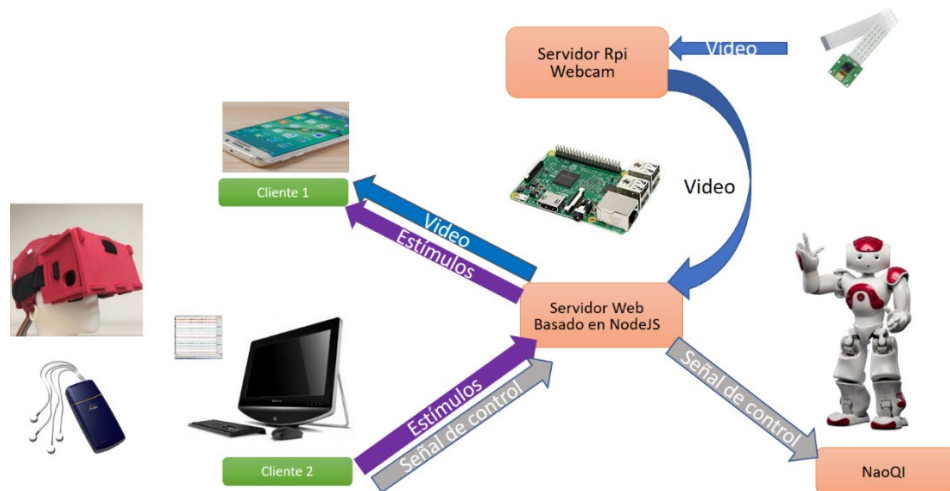 Servidor Rpi
Webcam
Video
Cliente 1
Video
Video
Estímulos
Servidor Web
Basado en NodeJS
Estímulos
Señal de control
Señal de control
Cliente 2
NaoQI